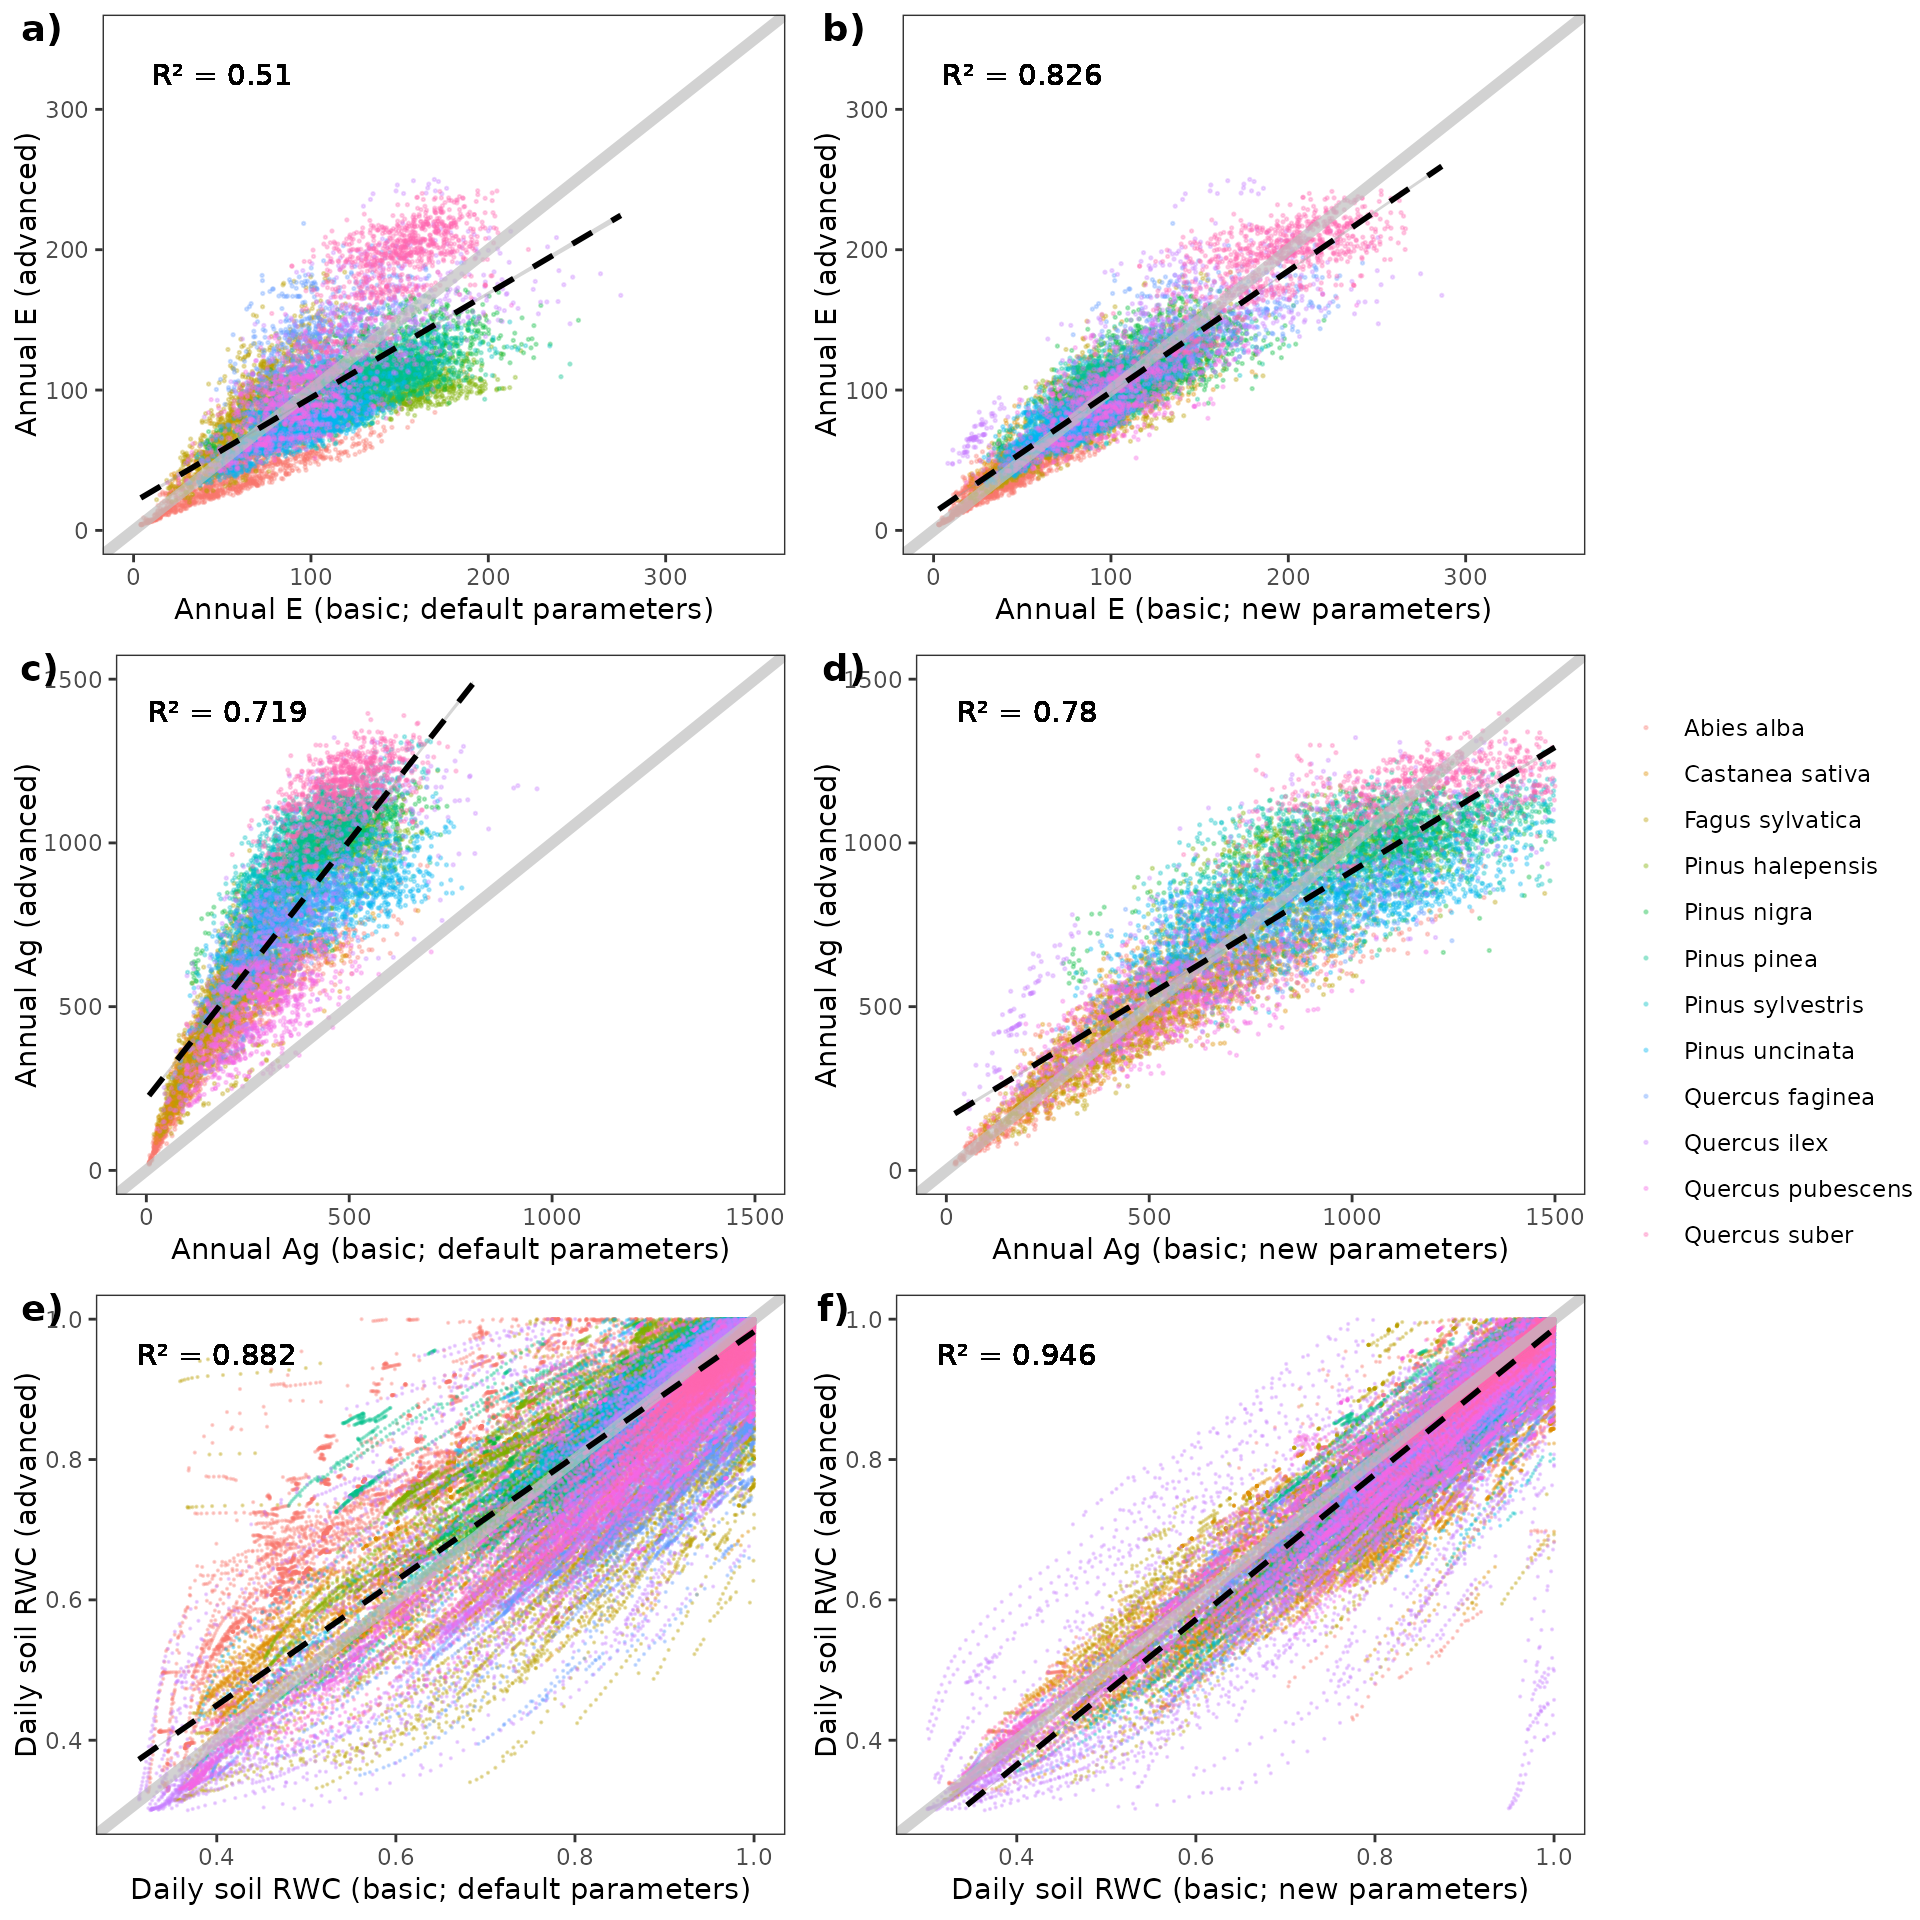 a)
R² = 0.51
300
200
100
0
0 100 200 300
Annual E (advanced)
Annual E (basic; default parameters)
b)
R² = 0.826
300
200
100
0
0 100 200 300
Annual E (advanced)
Annual E (basic; new parameters)
c)
R² = 0.719
1500
1000
500
0
0 500 1000 1500
Annual Ag (advanced)
Annual Ag (basic; default parameters)
d)
R² = 0.78
1500
1000
500
0
0 500 1000 1500
Annual Ag (advanced)
Annual Ag (basic; new parameters)
Abies alba
Castanea sativa
Fagus sylvatica
Pinus halepensis
Pinus nigra
Pinus pinea
Pinus sylvestris
Pinus uncinata
Quercus faginea
Quercus ilex
Quercus pubescens
Quercus suber
e)
R² = 0.882
1.0
0.8
0.6
0.4
0.4 0.6 0.8 1.0
Daily soil RWC (advanced)
Daily soil RWC (basic; default parameters)
f)
R² = 0.946
1.0
0.8
0.6
0.4
0.4 0.6 0.8 1.0
Daily soil RWC (advanced)
Daily soil RWC (basic; new parameters)